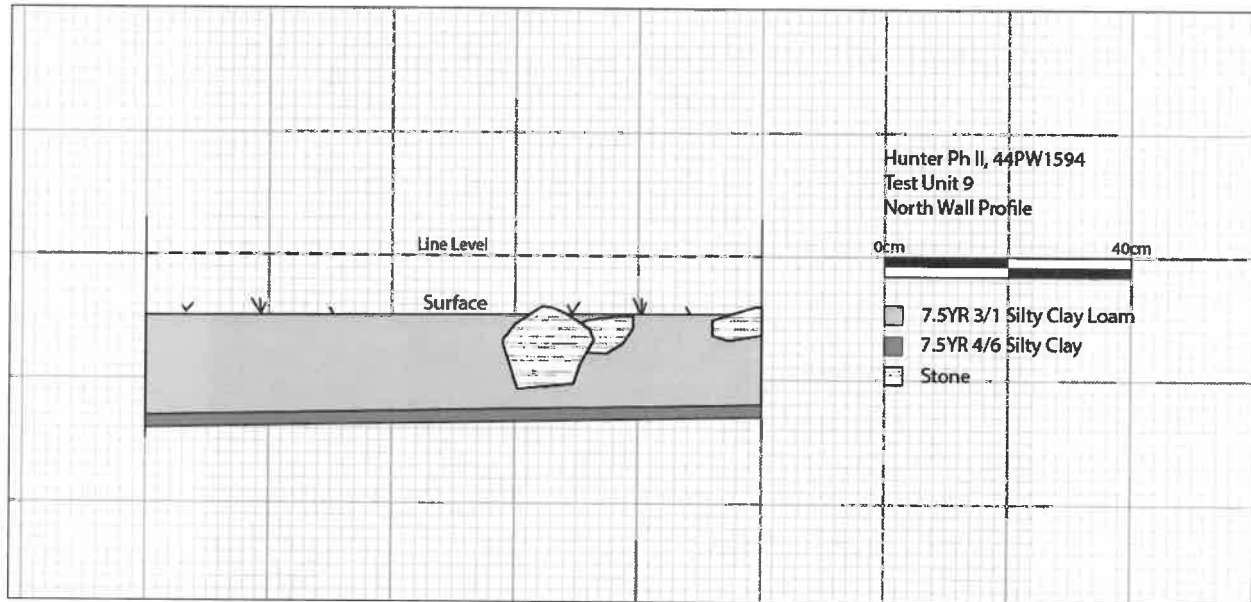 Hunter Ph II, 44PW1594
Test Unit 9
North Wall Profile
0cm 40cm
Line Level
Surface
7.5YR 3/1 Silty Clay Loam
7.5YR 4/6 Silty Clay
Stone